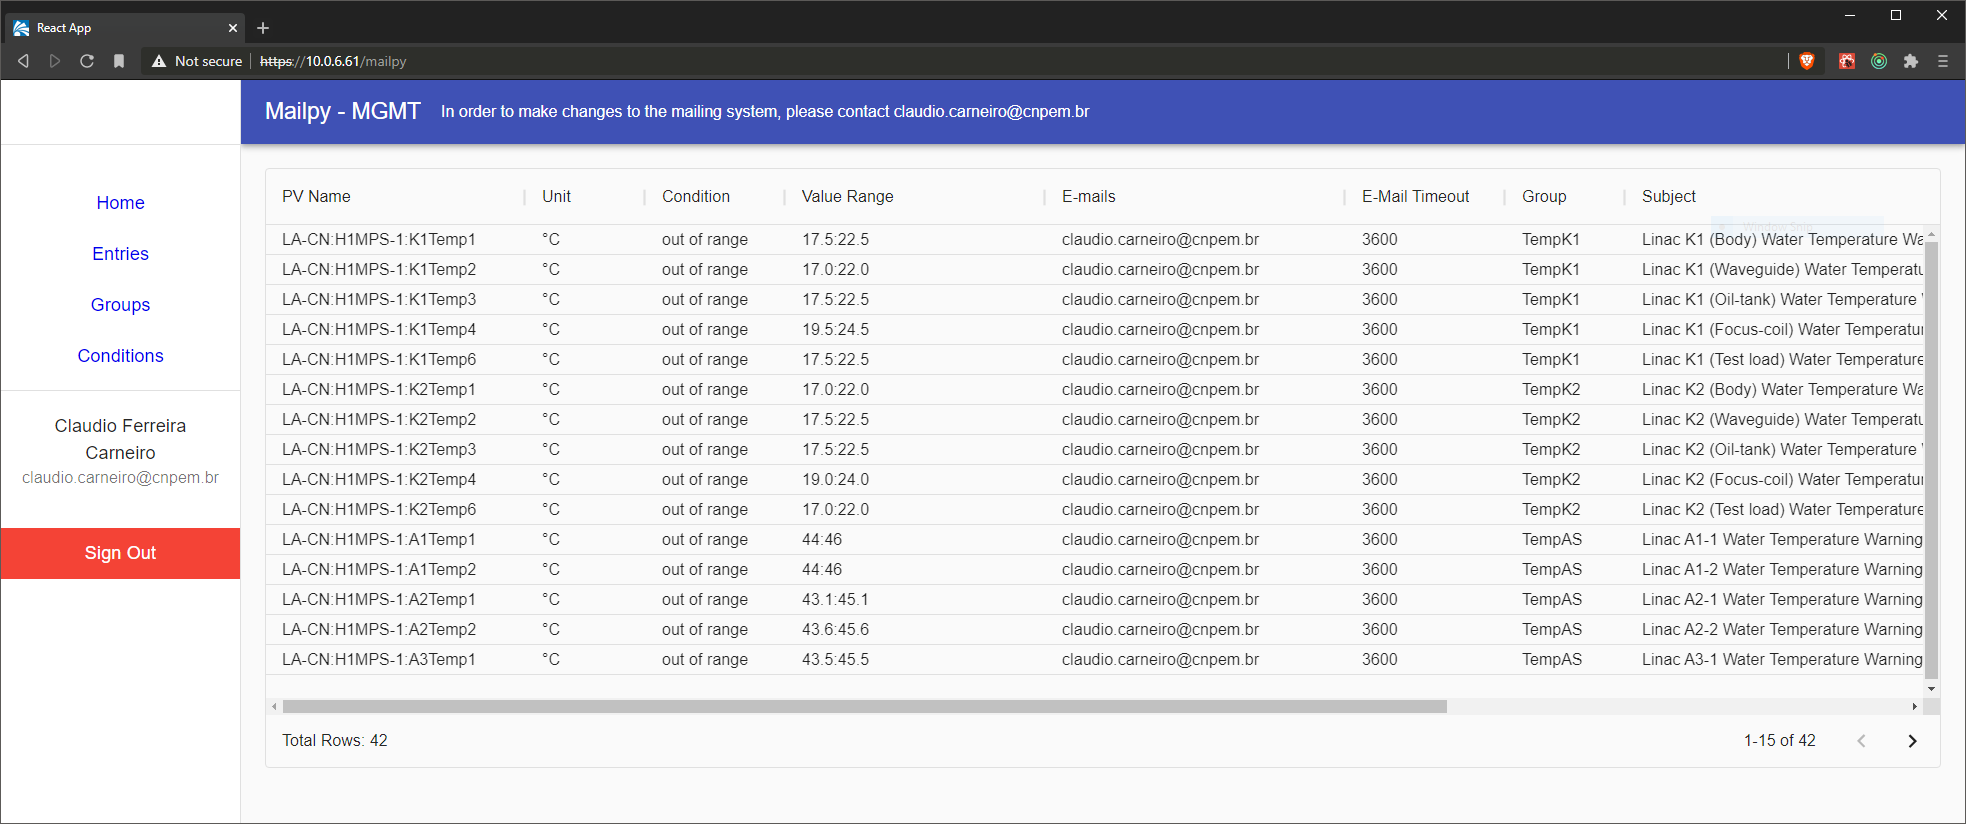 React App
Not secure https://10.0.6.61/mailpy
Mailpy - MGMT In order to make changes to the mailing system, please contact claudio.carneiro@cnpem.br
Home
Entries
Groups
Conditions
Claudio Ferreira
Carneiro
claudio.carneiro@cnpem.br
Sign Out
PV Name Unit Condition Value Range E-mails E-Mail Timeout Group Subject
Window Snip
LA-CN:H1MPS-1:K1Temp1 °C out of range 17.5:22.5 claudio.carneiro@cnpem.br 3600 TempK1 Linac K1 (Body) Water Temperature Wa
LA-CN:H1MPS-1:K1Temp2 °C out of range 17.0:22.0 claudio.carneiro@cnpem.br 3600 TempK1 Linac K1 (Waveguide) Water Temperatu
LA-CN:H1MPS-1:K1Temp3 °C out of range 17.5:22.5 claudio.carneiro@cnpem.br 3600 TempK1 Linac K1 (Oil-tank) Water Temperature
LA-CN:H1MPS-1:K1Temp4 °C out of range 19.5:24.5 claudio.carneiro@cnpem.br 3600 TempK1 Linac K1 (Focus-coil) Water Temperatu
LA-CN:H1MPS-1:K1Temp6 °C out of range 17.5:22.5 claudio.carneiro@cnpem.br 3600 TempK1 Linac K1 (Test load) Water Temperature
LA-CN:H1MPS-1:K2Temp1 °C out of range 17.0:22.0 claudio.carneiro@cnpem.br 3600 TempK2 Linac K2 (Body) Water Temperature Wa
LA-CN:H1MPS-1:K2Temp2 °C out of range 17.5:22.5 claudio.carneiro@cnpem.br 3600 TempK2 Linac K2 (Waveguide) Water Temperatu
LA-CN:H1MPS-1:K2Temp3 °C out of range 17.5:22.5 claudio.carneiro@cnpem.br 3600 TempK2 Linac K2 (Oil-tank) Water Temperature
LA-CN:H1MPS-1:K2Temp4 °C out of range 19.0:24.0 claudio.carneiro@cnpem.br 3600 TempK2 Linac K2 (Focus-coil) Water Temperatu
LA-CN:H1MPS-1:K2Temp6 °C out of range 17.0:22.0 claudio.carneiro@cnpem.br 3600 TempK2 Linac K2 (Test load) Water Temperature
LA-CN:H1MPS-1:A1Temp1 °C out of range 44:46 claudio.carneiro@cnpem.br 3600 TempAS Linac A1-1 Water Temperature Warning
LA-CN:H1MPS-1:A1Temp2 °C out of range 44:46 claudio.carneiro@cnpem.br 3600 TempAS Linac A1-2 Water Temperature Warning
LA-CN:H1MPS-1:A2Temp1 °C out of range 43.1:45.1 claudio.carneiro@cnpem.br 3600 TempAS Linac A2-1 Water Temperature Warning
LA-CN:H1MPS-1:A2Temp2 °C out of range 43.6:45.6 claudio.carneiro@cnpem.br 3600 TempAS Linac A2-2 Water Temperature Warning
LA-CN:H1MPS-1:A3Temp1 °C out of range 43.5:45.5 claudio.carneiro@cnpem.br 3600 TempAS Linac A3-1 Water Temperature Warning
Total Rows: 42 1-15 of 42